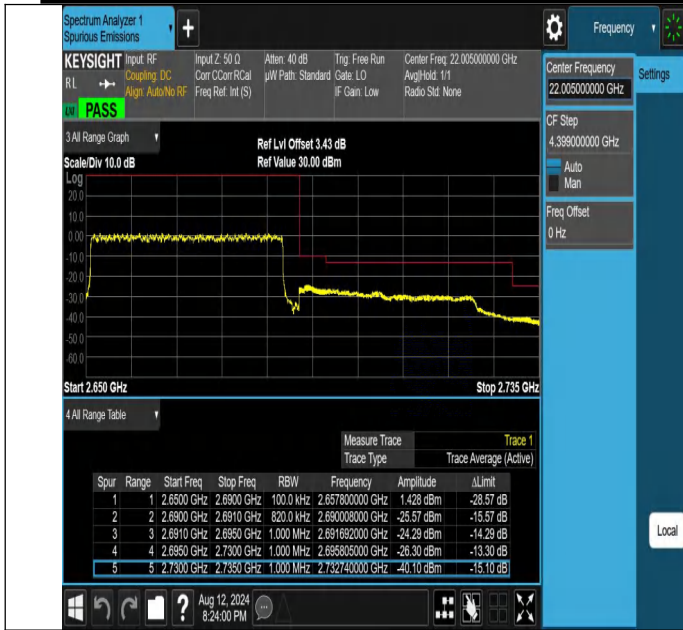 Spectrum Analyzer 1
Spurious Emissions
Frequency
KEYSIGHT
RL
Input: RF
Coupling: DC
Align: Auto/No RF
Input Z: 50 Ω
Corr CCorr RCal
Freq Ref: Int (S)
Atten: 40 dB
µW Path: Standard
Trig: Free Run
Gate: LO
IF Gain: Low
Center Freq: 22.005000000 GHz
Avg|Hold: 1/1
Radio Std: None
PASS
3 All Range Graph
Ref Lvl Offset 3.43 dB
Scale/Div 10.0 dB
Ref Value 30.00 dBm
Log
20.0
10.0
0.00
-10.0
-20.0
-30.0
-40.0
-50.0
-60.0
Start 2.650 GHz
Stop 2.735 GHz
4 All Range Table
Measure Trace Trace 1
Trace Type Trace Average (Active)
Spur Range Start Freq Stop Freq RBW Frequency Amplitude ΔLimit
1 1 2.6500 GHz 2.6900 GHz 100.0 kHz 2.657800000 GHz 1.428 dBm -28.57 dB
2 2 2.6900 GHz 2.6910 GHz 820.0 kHz 2.690008000 GHz -25.57 dBm -15.57 dB
3 3 2.6910 GHz 2.6950 GHz 1.000 MHz 2.691692000 GHz -24.29 dBm -14.29 dB
4 4 2.6950 GHz 2.7300 GHz 1.000 MHz 2.695805000 GHz -26.30 dBm -13.30 dB
5 5 2.7300 GHz 2.7350 GHz 1.000 MHz 2.732740000 GHz -40.10 dBm -15.10 dB
Aug 12, 2024
8:24:00 PM
Center Frequency
22.005000000 GHz
Settings
CF Step
4.399000000 GHz
Auto
Man
Freq Offset
0 Hz
Local